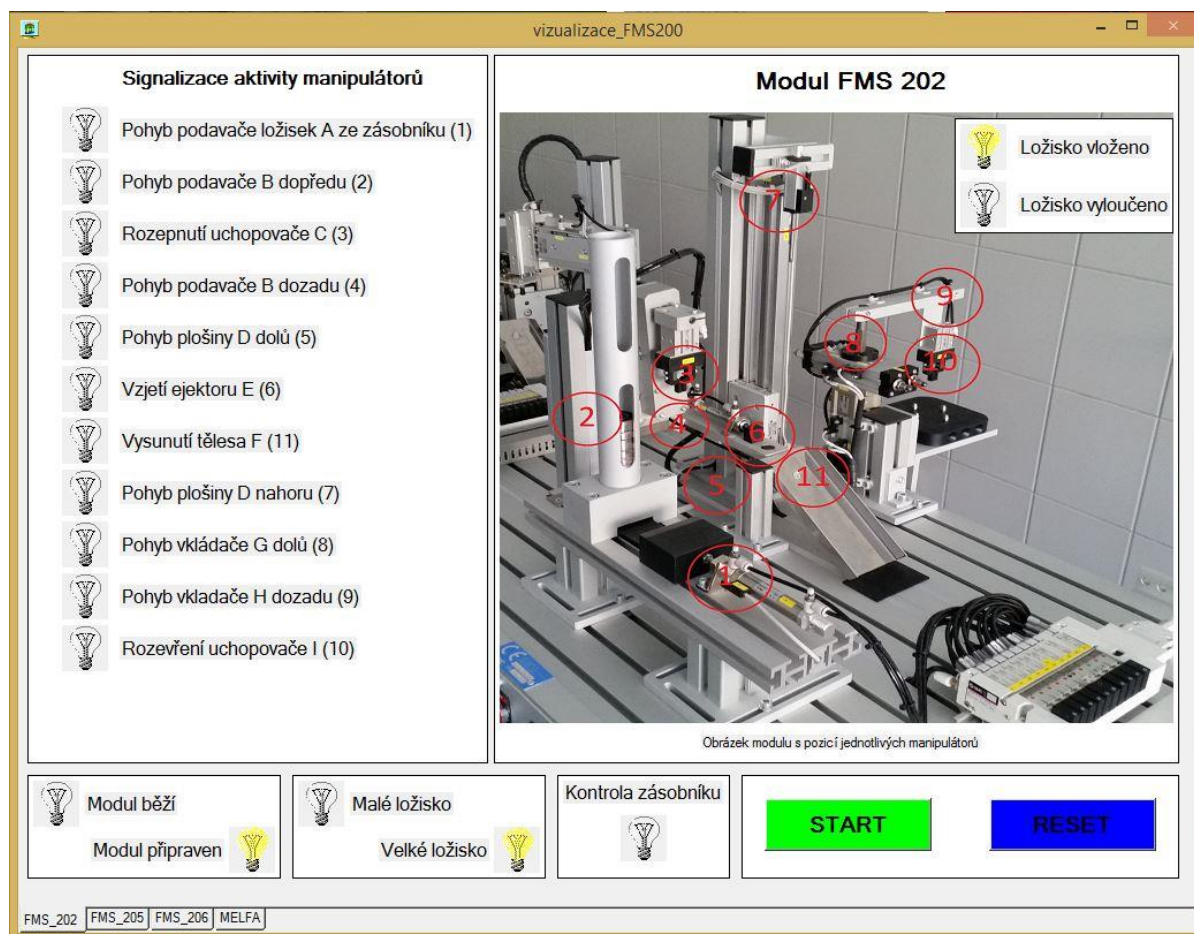 vizualizace_FMS200
Signalizace aktivity manipulátorů
Pohyb podavače ložisek A ze zásobníku (1)
Pohyb podavače B dopředu (2)
Rozepnutí uchopovače C (3)
Pohyb podavače B dozadu (4)
Pohyb plošiny D dolů (5)
Vzjetí ejektoru E (6)
Vysunutí tělesa F (11)
Pohyb plošiny D nahoru (7)
Pohyb vkládače G dolů (8)
Pohyb vkladače H dozadu (9)
Rozevření uchopovače I (10)
Modul FMS 202
Ložisko vloženo
Ložisko vyloučeno
7
9
8
10
3
2
4
6
5
11
1
CE
Obrázek modulu s pozicí jednotlivých manipulátorů
Modul běží
Modul připraven
Malé ložisko
Velké ložisko
Kontrola zásobníku
START
RESET
FMS_202 FMS_205 FMS_206 MELFA